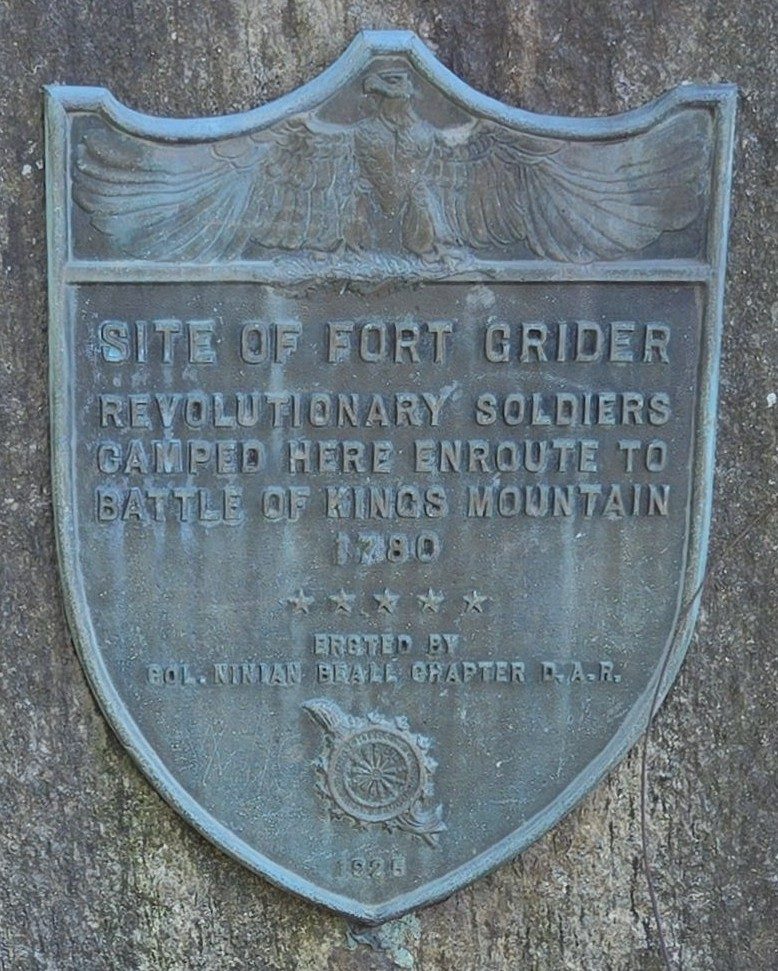 SITE OF FORT GRIDER
REVOLUTIONARY SOLDIERS
CAMPED HERE ENROUTE TO
BATTLE OF KINGS MOUNTAIN
1780
ERCTED BY
COL. NINIAN BEALL CHAPTER D.A.R.